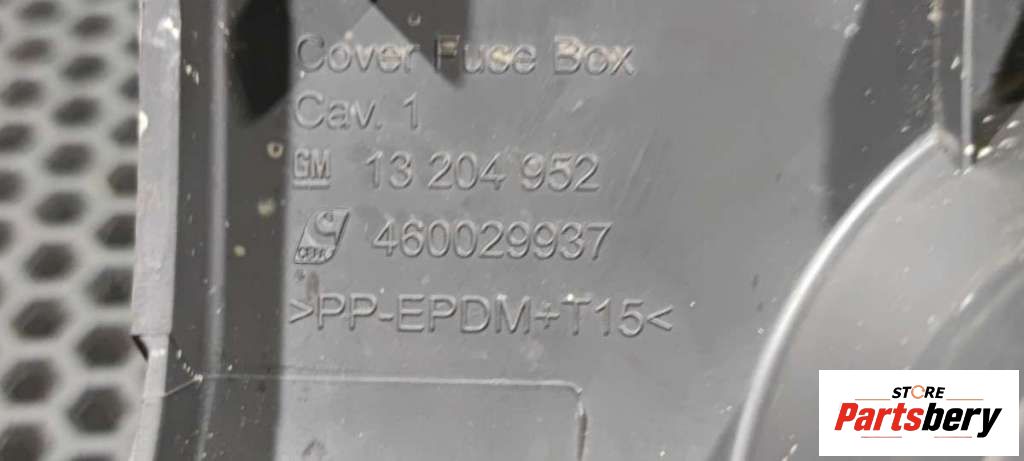 Cover Fuse Box
Cav. 1
GM 13 204 952
460029937
>PP-EPDM+T15<
STORE
Partsbery